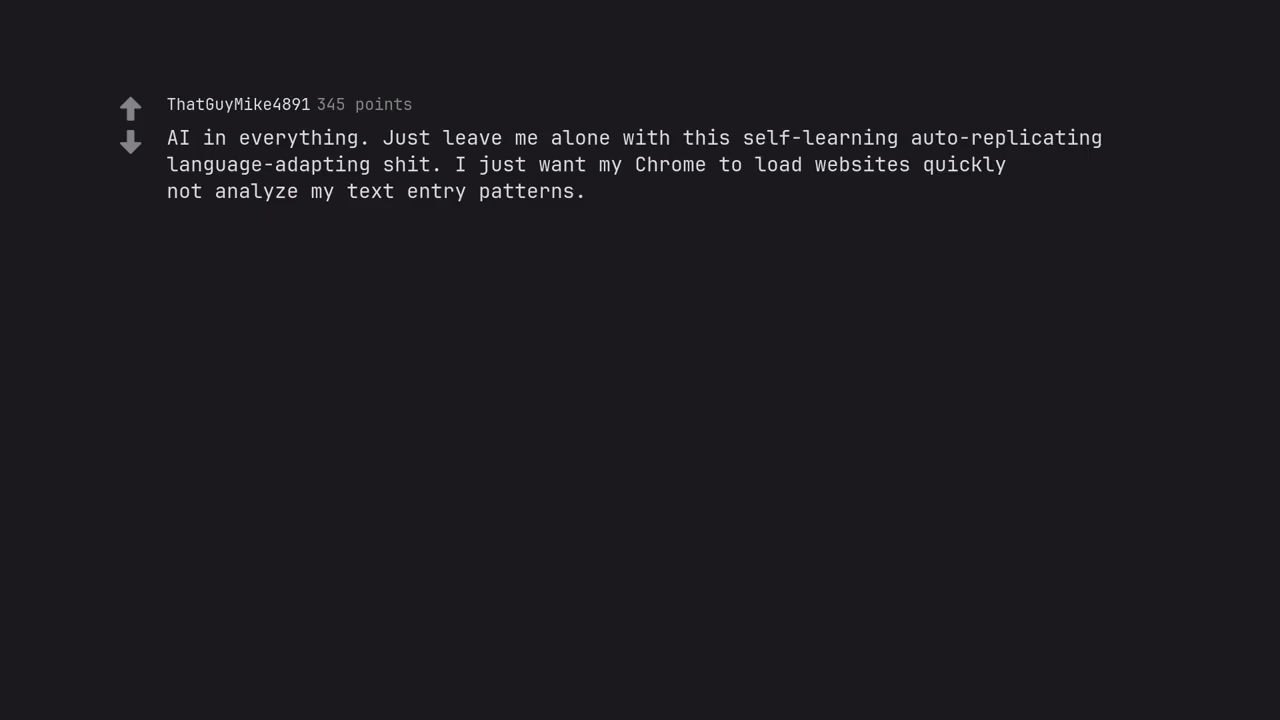 ThatGuyMike4891 345 points
AI in everything. Just leave me alone with this self-learning auto-replicating
language-adapting shit. I just want my Chrome to load websites quickly
not analyze my text entry patterns.